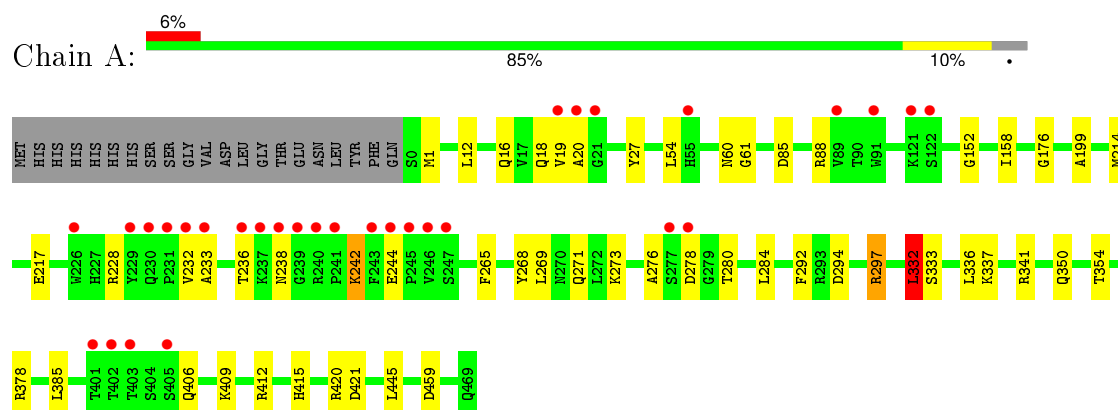 6%
Chain A:
85% 10% •
MET HIS HIS HIS HIS HIS HIS SER SER GLY VAL ASP LEU GLY THR GLU ASN LEU TYR PHE GLN S0 M1 L12 Q16 V17 Q18 V19 A20 G21 Y27 L54 H55 N60 G61 D85 R88 V89 T90 W91 K121 S122 G152 I158 G176 A199 M214
E217 W226 H227 R228 Y229 Q230 P231 V232 A233 T236 K237 N238 G239 R240 P241 K242 F243 E244 P245 V246 S247 F265 Y268 L269 N270 Q271 L272 K273 A276 S277 D278 G279 T280 L284 F292 R293 D294 R297 L332 S333 L336 K337 R341 Q350 T354
R378 L385 T401 T402 T403 S404 S405 Q406 K409 R412 H415 R420 D421 L445 D459 Q469